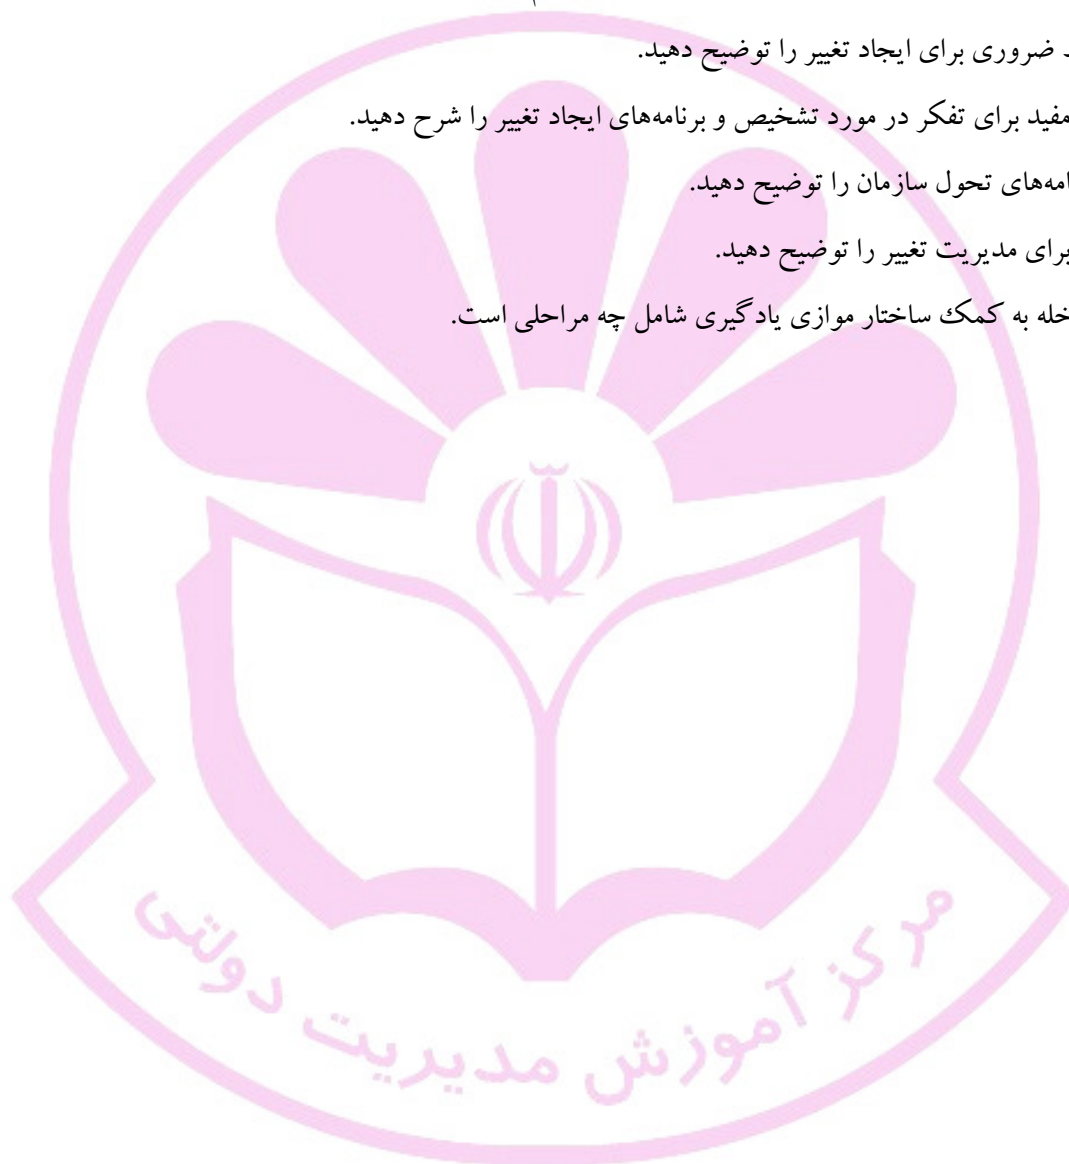 ضروری برای ایجاد تغییر را توضیح دهید.
مفید برای تفکر در مورد تشخیص و برنامه‌های ایجاد تغییر را شرح دهید.
امه‌های تحول سازمان را توضیح دهید.
برای مدیریت تغییر را توضیح دهید.
خله به کمک ساختار موازی یادگیری شامل چه مراحلی است.
مرکز آموزش مدیریت دولتی